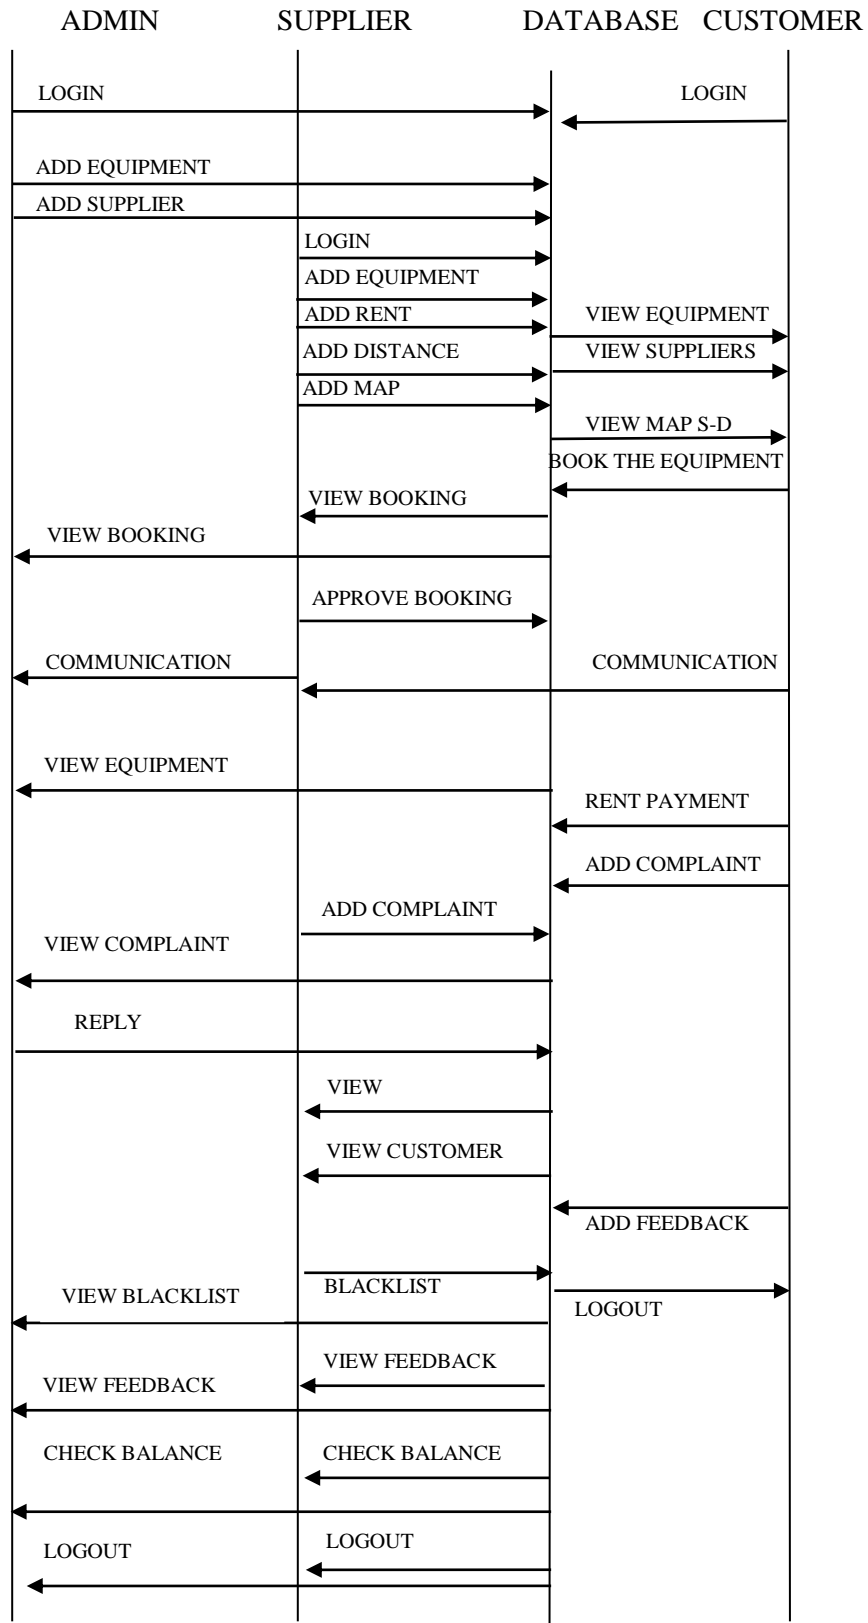 ADMIN SUPPLIER DATABASE CUSTOMER
LOGIN LOGIN
ADD EQUIPMENT
ADD SUPPLIER
LOGIN
ADD EQUIPMENT
ADD RENT VIEW EQUIPMENT
ADD DISTANCE VIEW SUPPLIERS
ADD MAP
VIEW MAP S-D
BOOK THE EQUIPMENT
VIEW BOOKING
VIEW BOOKING
APPROVE BOOKING
COMMUNICATION COMMUNICATION
VIEW EQUIPMENT
RENT PAYMENT
ADD COMPLAINT
ADD COMPLAINT
VIEW COMPLAINT
REPLY
VIEW
VIEW CUSTOMER
ADD FEEDBACK
BLACKLIST
VIEW BLACKLIST
LOGOUT
VIEW FEEDBACK
VIEW FEEDBACK
CHECK BALANCE CHECK BALANCE
LOGOUT
LOGOUT